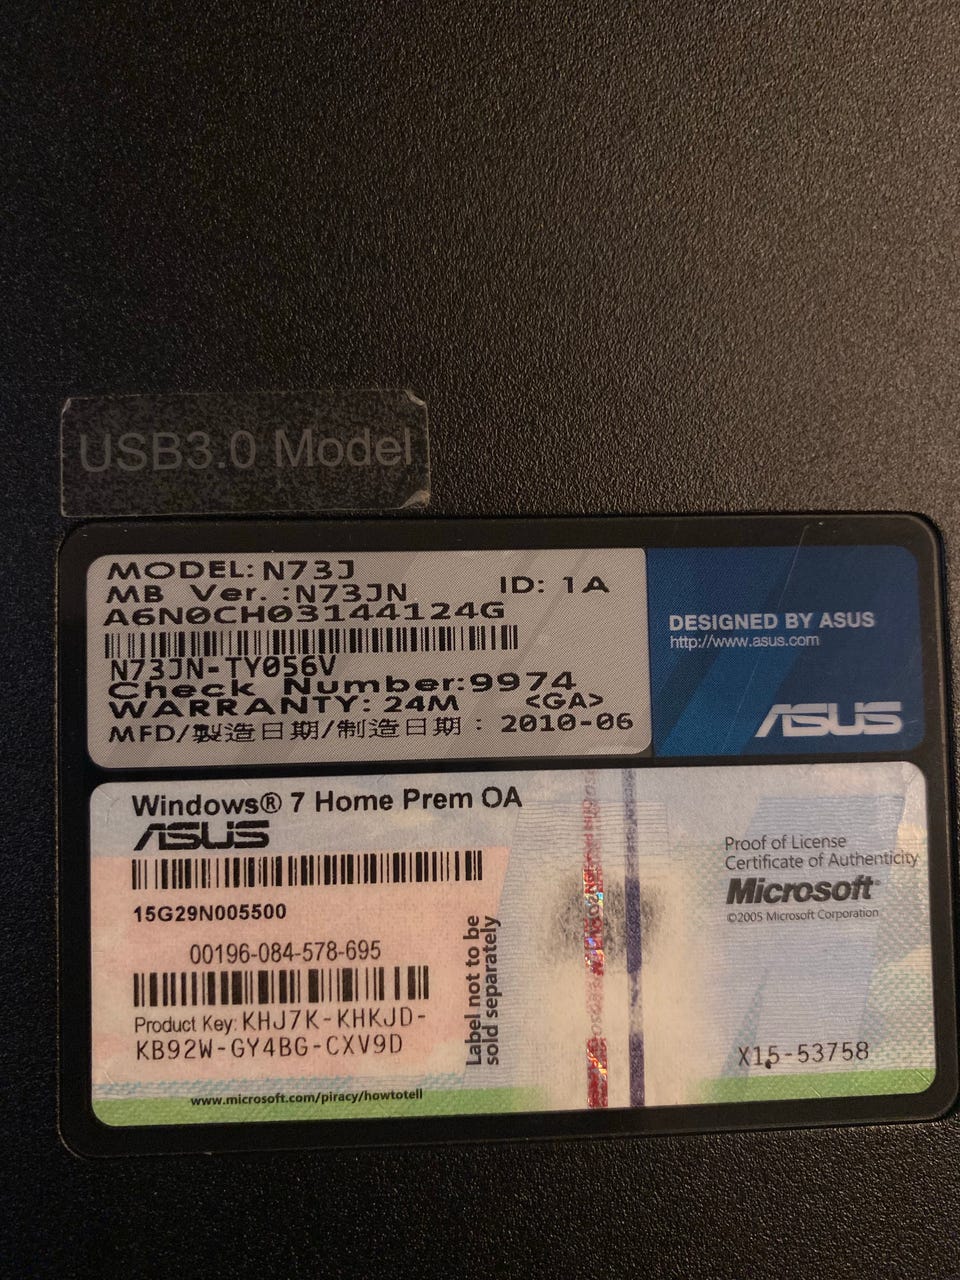 USB3.0 Model
MODEL: N73J
MB Ver. :N73JN ID: 1A
A6N0CH03144124G
N73JN-TY056V
Check Number:9974
WARRANTY: 24M <GA>
MFD/製造日期/制造日期 : 2010-06
DESIGNED BY ASUS
http://www.asus.com
ASUS
Windows® 7 Home Prem OA
ASUS
15G29N005500
00196-084-578-695
Product Key: KHJ7K-KHKJD-
KB92W-GY4BG-CXV9D
Label not to be
sold separately
www.microsoft.com/piracy/howtotell
Proof of License
Certificate of Authenticity
Microsoft®
©2005 Microsoft Corporation
X15-53758